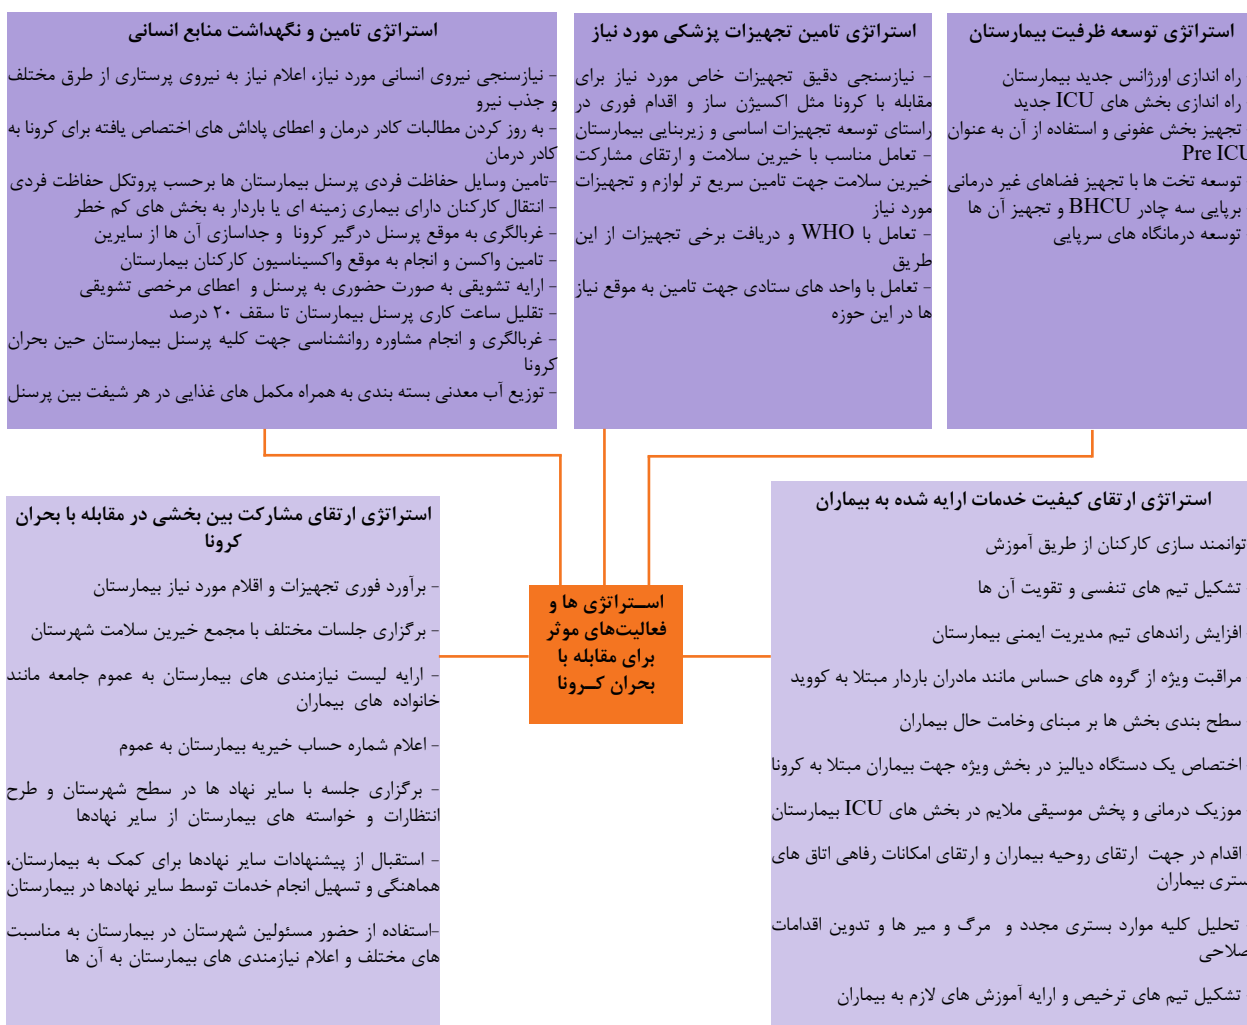 استراتژی توسعه ظرفیت بیمارستان
راه اندازی اورژانس جدید بیمارستان
راه اندازی بخش های ICU جدید
تجهیز بخش عفونی و استفاده از آن به عنوان
Pre ICU
توسعه تخت ها با تجهیز فضاهای غیر درمانی
برپایی سه چادر BHCU و تجهیز آن ها
توسعه درمانگاه های سرپایی
استراتژی تامین تجهیزات پزشکی مورد نیاز
- نیازسنجی دقیق تجهیزات خاص مورد نیاز برای
مقابله با کرونا مثل اکسیژن ساز و اقدام فوری در
راستای توسعه تجهیزات اساسی و زیربنایی بیمارستان
- تعامل مناسب با خیرین سلامت و ارتقای مشارکت
خیرین سلامت جهت تامین سریع تر لوازم و تجهیزات
مورد نیاز
- تعامل با WHO و دریافت برخی تجهیزات از این
طریق
- تعامل با واحد های ستادی جهت تامین به موقع نیاز
ها در این حوزه
استراتژی تامین و نگهداشت منابع انسانی
- نیازسنجی نیروی انسانی مورد نیاز، اعلام نیاز به نیروی پرستاری از طرق مختلف
و جذب نیرو
- به روز کردن مطالبات کادر درمان و اعطای پاداش های اختصاص یافته برای کرونا به
کادر درمان
-تامین وسایل حفاظت فردی پرسنل بیمارستان ها برحسب پروتکل حفاظت فردی
- انتقال کارکنان دارای بیماری زمینه ای یا باردار به بخش های کم خطر
- غربالگری به موقع پرسنل درگیر کرونا و جداسازی آن ها از سایرین
- تامین واکسن و انجام به موقع واکسیناسیون کارکنان بیمارستان
- ارایه تشویقی به صورت حضوری به پرسنل و اعطای مرخصی تشویقی
- تقلیل ساعت کاری پرسنل بیمارستان تا سقف ۲۰ درصد
- غربالگری و انجام مشاوره روانشناسی جهت کلیه پرسنل بیمارستان حین بحران
کرونا
- توزیع آب معدنی بسته بندی به همراه مکمل های غذایی در هر شیفت بین پرسنل
استراتژی ارتقای کیفیت خدمات ارایه شده به بیماران
توانمند سازی کارکنان از طریق آموزش
تشکیل تیم های تنفسی و تقویت آن ها
افزایش راندهای تیم مدیریت ایمنی بیمارستان
مراقبت ویژه از گروه های حساس مانند مادران باردار مبتلا به کووید
سطح بندی بخش ها بر مبنای وخامت حال بیماران
اختصاص یک دستگاه دیالیز در بخش ویژه جهت بیماران مبتلا به کرونا
موزیک درمانی و پخش موسیقی ملایم در بخش های ICU بیمارستان
اقدام در جهت ارتقای روحیه بیماران و ارتقای امکانات رفاهی اتاق های
ستری بیماران
تحلیل کلیه موارد بستری مجدد و مرگ و میر ها و تدوین اقدامات
صلاحی
تشکیل تیم های ترخیص و ارایه آموزش های لازم به بیماران
اسـتراتژی ها و
فعالیت‌های موثر
برای مقابله با
بحران کـرونا
استراتژی ارتقای مشارکت بین بخشی در مقابله با بحران
کرونا
- برآورد فوری تجهیزات و اقلام مورد نیاز بیمارستان
- برگزاری جلسات مختلف با مجمع خیرین سلامت شهرستان
- ارایه لیست نیازمندی های بیمارستان به عموم جامعه مانند
خانواده های بیماران
- اعلام شماره حساب خیریه بیمارستان به عموم
- برگزاری جلسه با سایر نهاد ها در سطح شهرستان و طرح
انتظارات و خواسته های بیمارستان از سایر نهادها
- استقبال از پیشنهادات سایر نهادها برای کمک به بیمارستان،
هماهنگی و تسهیل انجام خدمات توسط سایر نهادها در بیمارستان
-استفاده از حضور مسئولین شهرستان در بیمارستان به مناسبت
های مختلف و اعلام نیازمندی های بیمارستان به آن ها